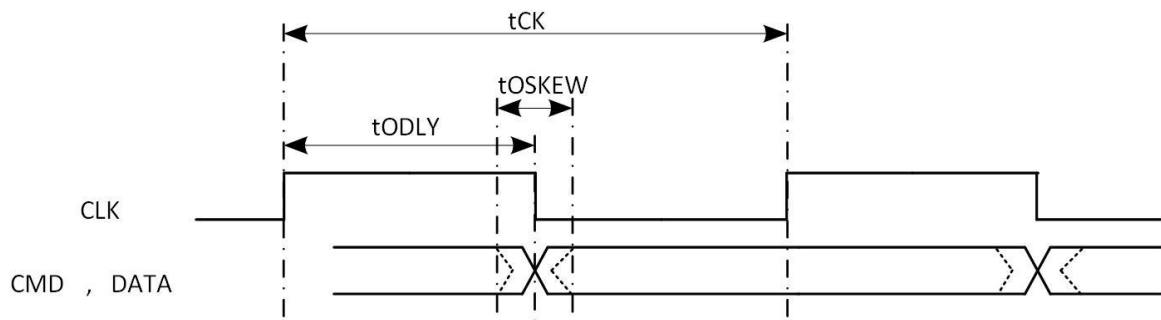 tCK
tOSKEW
tODLY
CLK
CMD , DATA